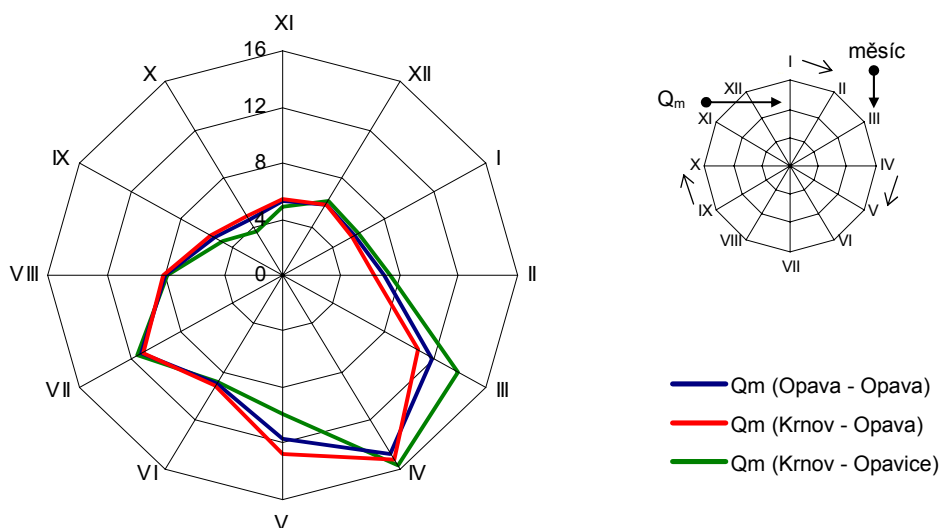 XI
16
X
XII
12
IX
8
I
4
VIII
0
II
VII
III
VI
IV
V
měsíc
I
XII
II
Qm
XI
III
X
IV
IX
V
VIII
VI
VII
Qm (Opava - Opava)
Qm (Krnov - Opava)
Qm (Krnov - Opavice)